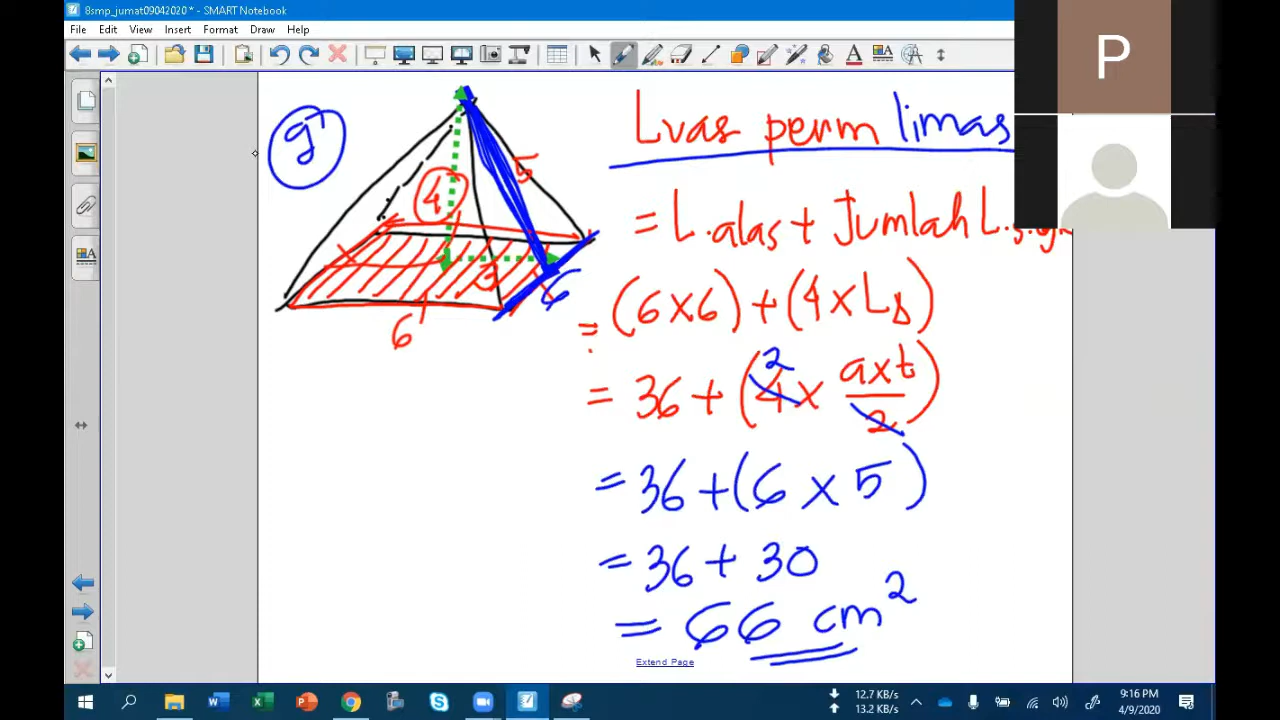 8smp_jumat09042020 * - SMART Notebook
File Edit View Insert Format Draw Help
P
g
4
5
3
6
6
Luas perm limas
= L.alas + Jumlah L.s.
= (6x6) + (4 x Ls)
= 36 + (4 x axt/2)
2
= 36 + (6 x 5)
= 36 + 30
= 66 cm²
Extend Page
12.7 KB/s
13.2 KB/s
9:16 PM
4/9/2020